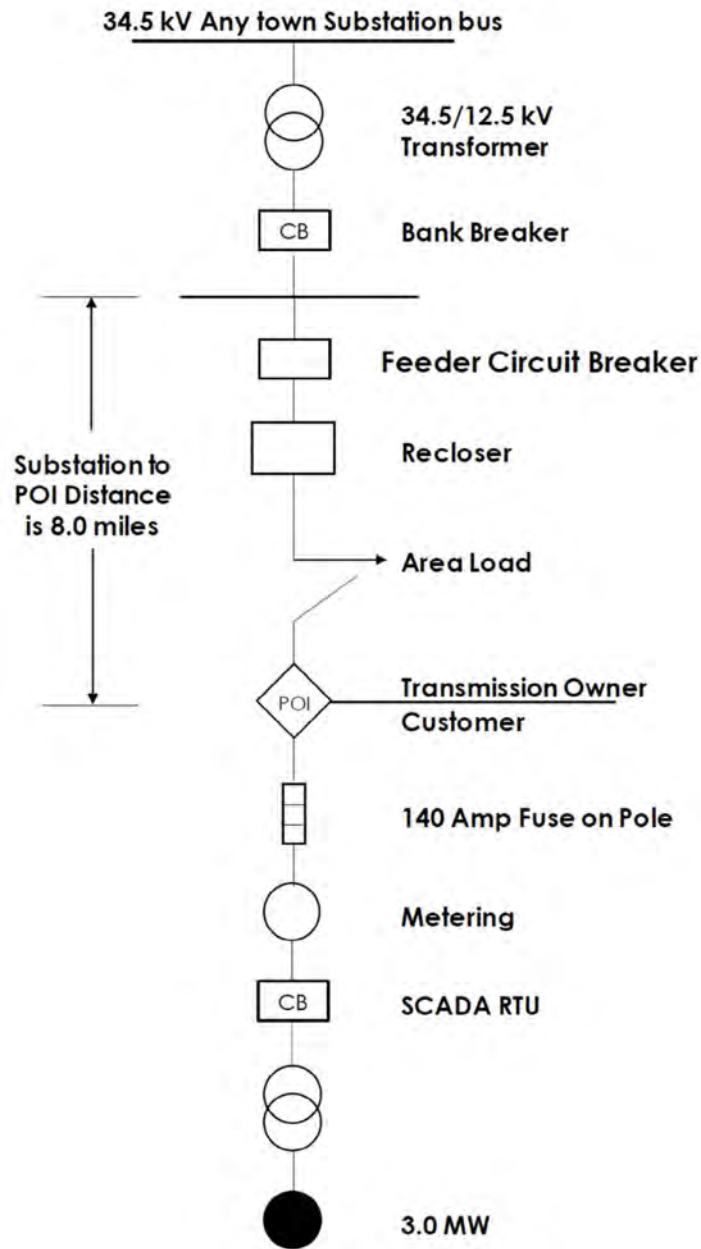 34.5 kV Any town Substation bus
34.5/12.5 kV
Transformer
CB
Bank Breaker
Feeder Circuit Breaker
Recloser
Substation to
POI Distance
is 8.0 miles
Area Load
POI
Transmission Owner
Customer
140 Amp Fuse on Pole
Metering
CB
SCADA RTU
3.0 MW